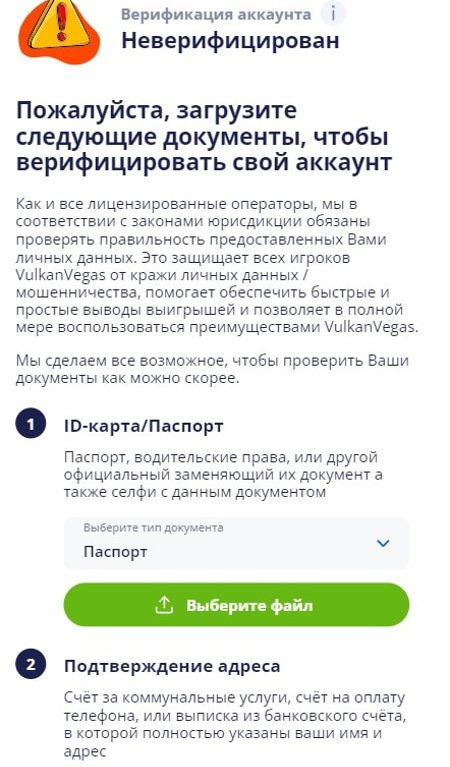 Верификация аккаунта i
Неверифицирован
Пожалуйста, загрузите
следующие документы, чтобы
верифицировать свой аккаунт
Как и все лицензированные операторы, мы в
соответствии с законами юрисдикции обязаны
проверять правильность предоставленных Вами
личных данных. Это защищает всех игроков
VulkanVegas от кражи личных данных /
мошенничества, помогает обеспечить быстрые и
простые выводы выигрышей и позволяет в полной
мере воспользоваться преимуществами VulkanVegas.
Мы сделаем все возможное, чтобы проверить Ваши
документы как можно скорее.
1 ID-карта/Паспорт
Паспорт, водительские права, или другой
официальный заменяющий их документ а
также селфи с данным документом
Выберите тип документа
Паспорт
Выберите файл
2 Подтверждение адреса
Счёт за коммунальные услуги, счёт на оплату
телефона, или выписка из банковского счёта,
в которой полностью указаны ваши имя и
адрес